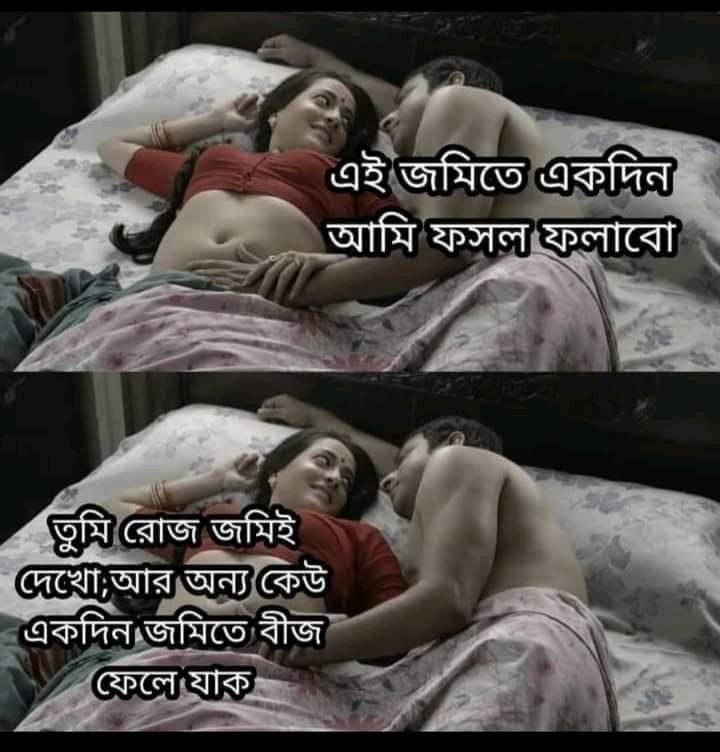 এই জমিতে একদিন
আমি ফসল ফলাবো
তুমি রোজ জমিই
দেখো,আর অন্য কেউ
একদিন জমিতে বীজ
ফেলে যাক